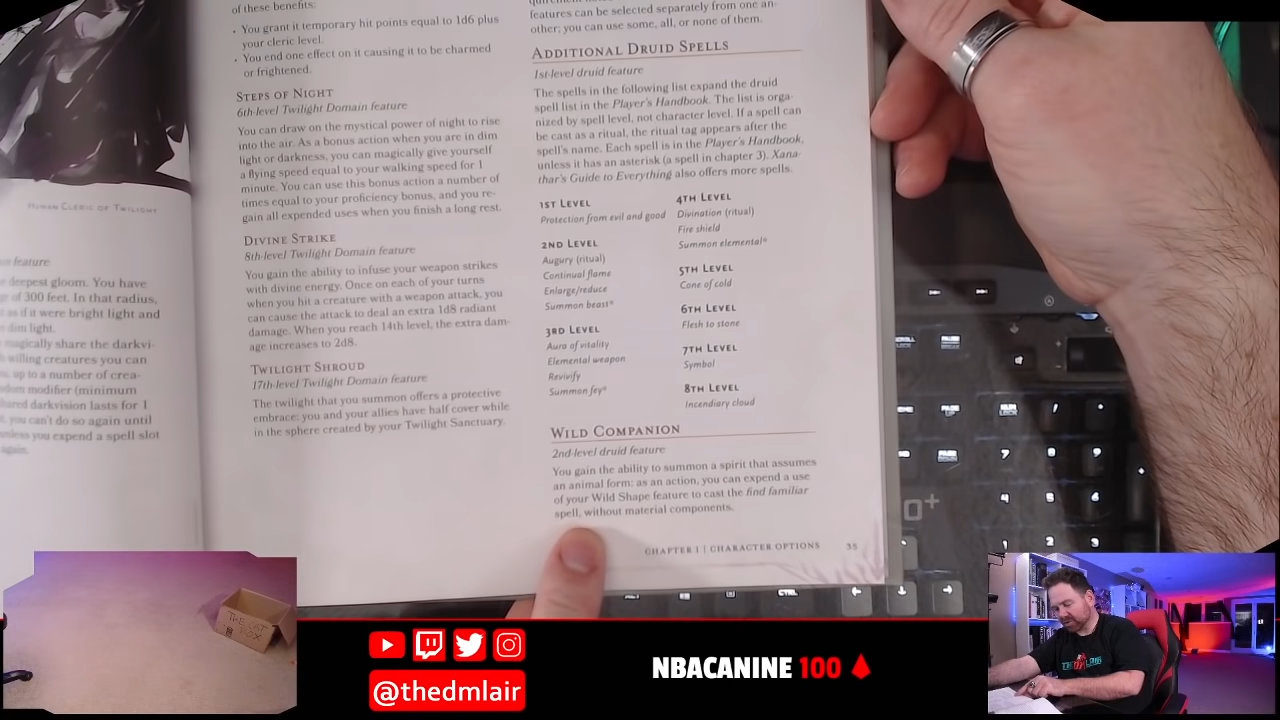 of these benefits:
You grant it temporary hit points equal to 1d6 plus
your cleric level.
You end one effect on it causing it to be charmed
or frightened.
Steps of Night
6th-level Twilight Domain feature
You can draw on the mystical power of night to rise
into the air. As a bonus action when you are in dim
light or darkness, you can magically give yourself
a flying speed equal to your walking speed for 1
minute. You can use this bonus action a number of
times equal to your proficiency bonus, and you re-
gain all expended uses when you finish a long rest.
Divine Strike
8th-level Twilight Domain feature
You gain the ability to infuse your weapon strikes
with divine energy. Once on each of your turns
when you hit a creature with a weapon attack, you
can cause the attack to deal an extra 1d8 radiant
damage. When you reach 14th level, the extra dam-
age increases to 2d8.
Twilight Shroud
17th-level Twilight Domain feature
The twilight that you summon offers a protective
embrace; you and your allies have half cover while
in the sphere created by your Twilight Sanctuary.
features can be selected separately from one an-
other; you can use some, all, or none of them.
Additional Druid Spells
1st-level druid feature
The spells in the following list expand the druid
spell list in the Player's Handbook. The list is orga-
nized by spell level, not character level. If a spell can
be cast as a ritual, the ritual tag appears after the
spell's name. Each spell is in the Player's Handbook,
unless it has an asterisk (a spell in chapter 3). Xana-
thar's Guide to Everything also offers more spells.
1st Level
Protection from evil and good
2nd Level
Augury (ritual)
Continual flame
Enlarge/reduce
Summon beast*
3rd Level
Aura of vitality
Elemental weapon
Revivify
Summon fey*
4th Level
Divination (ritual)
Fire shield
Summon elemental*
5th Level
Cone of cold
6th Level
Flesh to stone
7th Level
Symbol
8th Level
Incendiary cloud
Wild Companion
2nd-level druid feature
You gain the ability to summon a spirit that assumes
an animal form: as an action, you can expend a use
of your Wild Shape feature to cast the find familiar
spell, without material components.
CHAPTER 1 | CHARACTER OPTIONS 35
Human Cleric of Twilight
feature
deepest gloom. You have
of 300 feet. In that radius,
as if it were bright light and
dim light.
magically share the darkvi-
willing creatures you can
up to a number of crea-
modifier (minimum
shared darkvision lasts for 1
you can't do so again until
unless you expend a spell slot
again.
THE CAT
BOX
@thedmlair
NBACANINE 100
7
8
9
4
5
6
1
2
3
CTRL